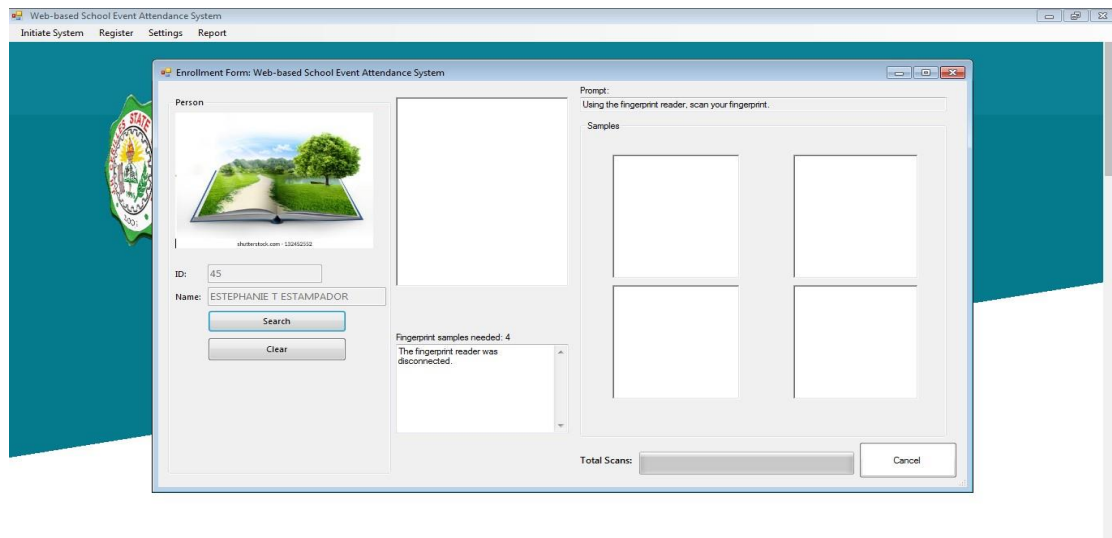 Web-based School Event Attendance System
Initiate System Register Settings Report
Enrollment Form: Web-based School Event Attendance System
Person
shutterstock.com · 132452552
ID: 45
Name: ESTEPHANIE T ESTAMPADOR
Search
Clear
Fingerprint samples needed: 4
The fingerprint reader was
disconnected.
Prompt:
Using the fingerprint reader, scan your fingerprint.
Samples
Total Scans:
Cancel
STATE